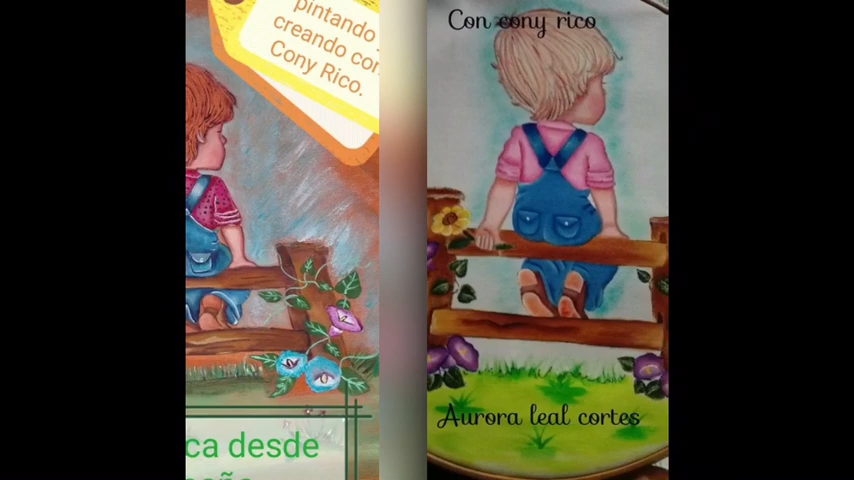 pintando
creando con
Cony Rico.
ca desde
Con cony rico
Aurora leal cortes